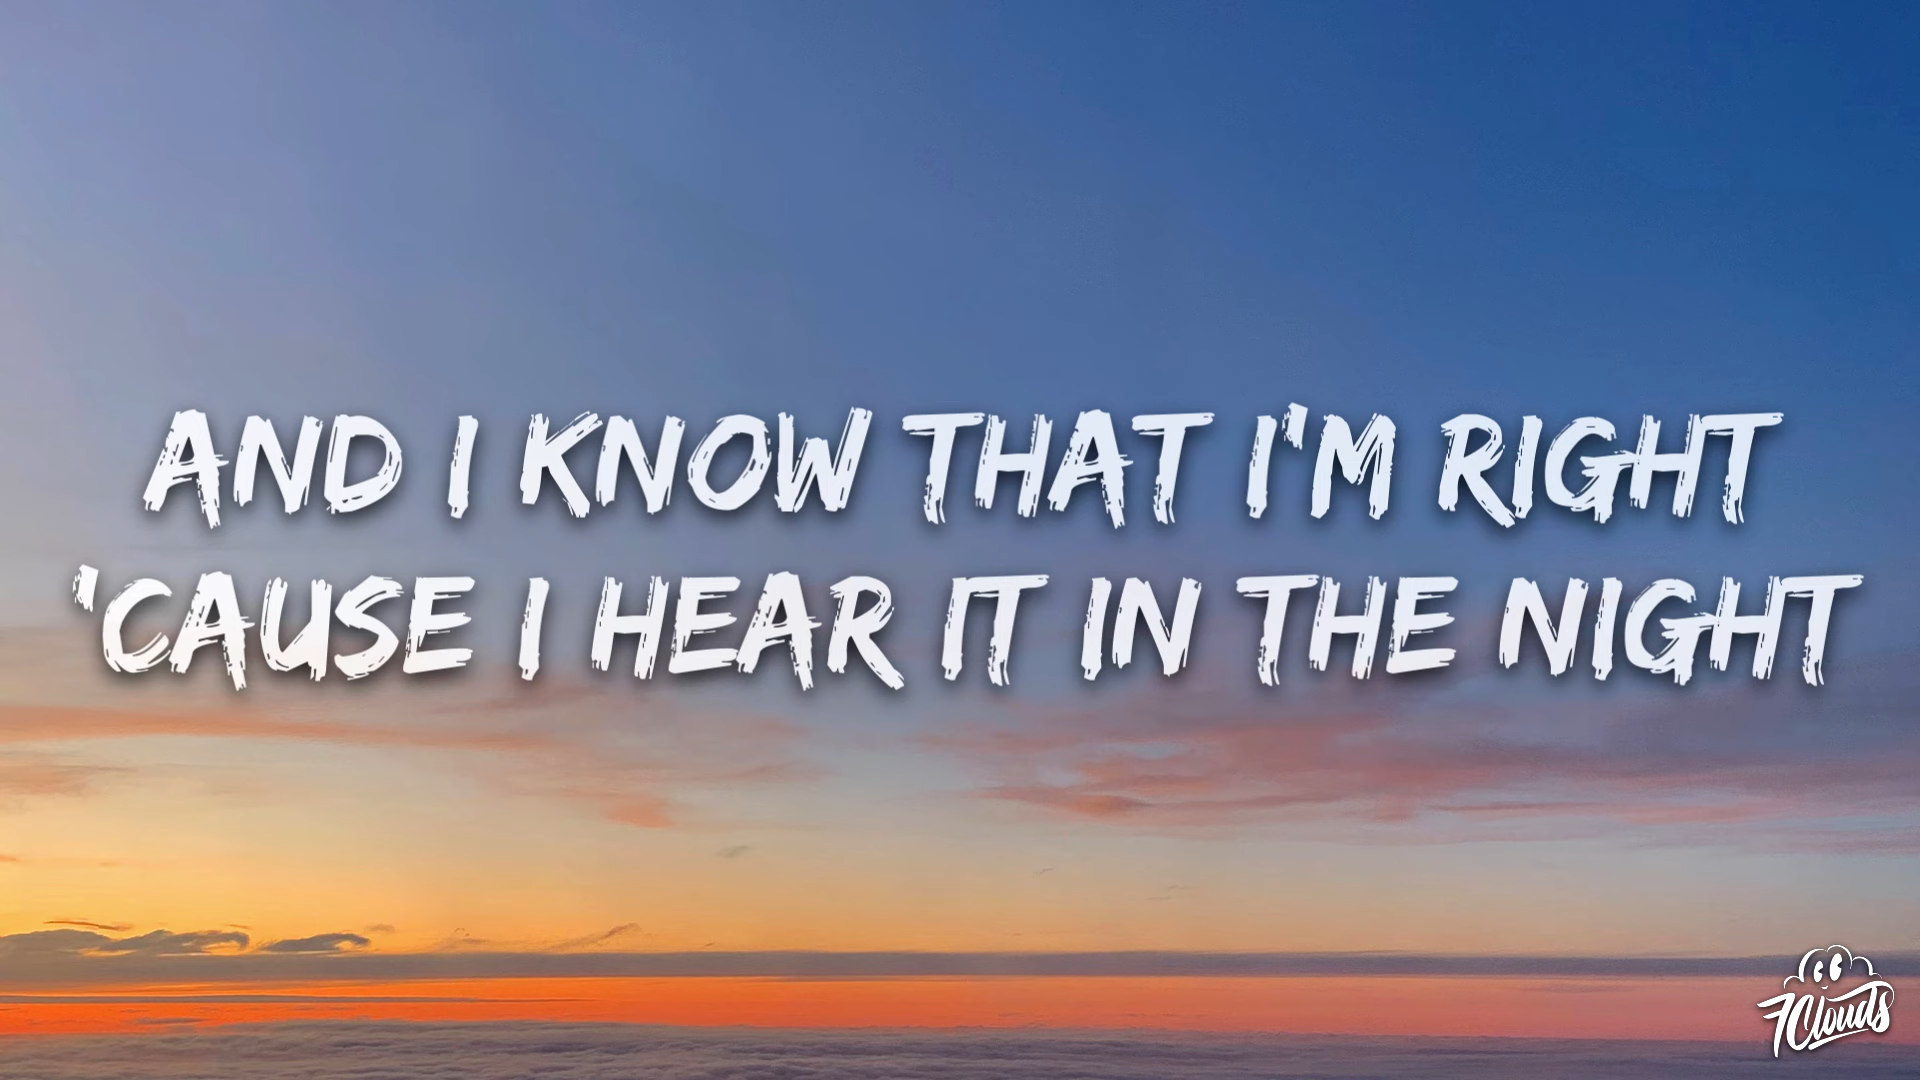 AND I KNOW THAT I'M RIGHT
'CAUSE I HEAR IT IN THE NIGHT
7Clouds